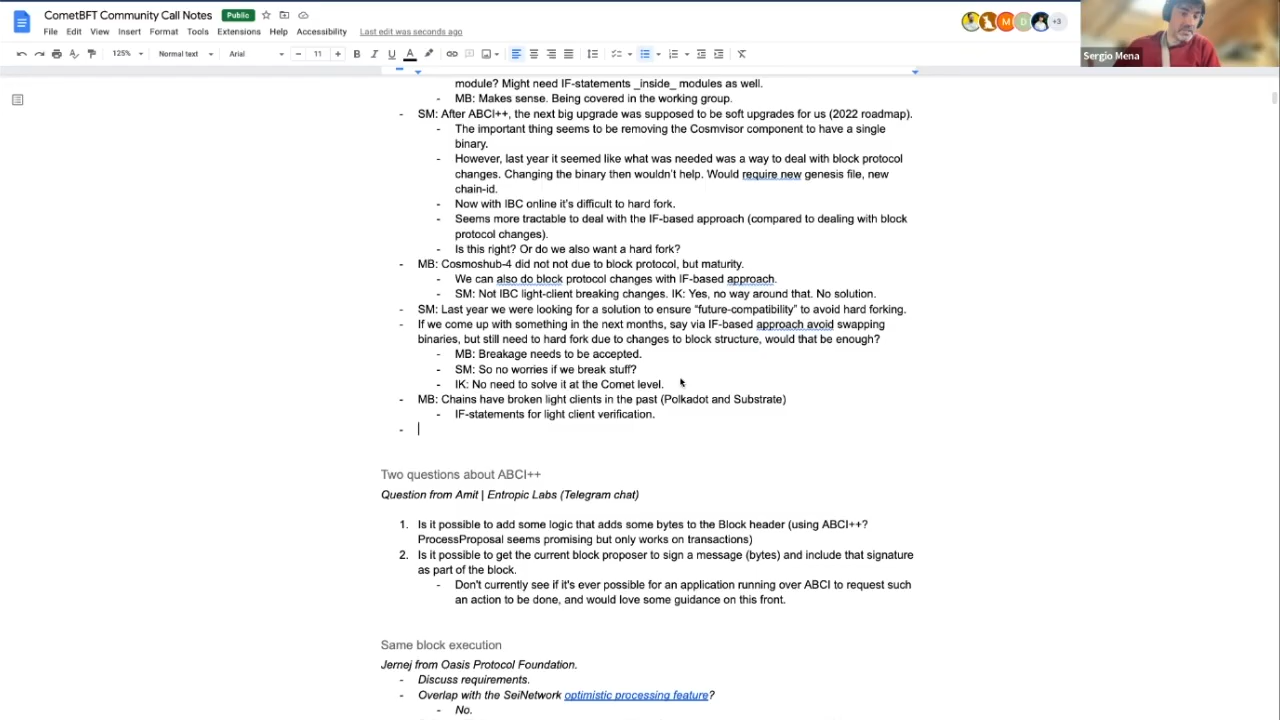 CometBFT Community Call Notes Public
File Edit View Insert Format Tools Extensions Help Accessibility Last edit was seconds ago
M D +3
125% Normal text Arial - 11 + B I U A
Sergio Mena
module? Might need IF-statements _inside_ modules as well.
- MB: Makes sense. Being covered in the working group.
- SM: After ABCI++, the next big upgrade was supposed to be soft upgrades for us (2022 roadmap).
- The important thing seems to be removing the Cosmvisor component to have a single
binary.
- However, last year it seemed like what was needed was a way to deal with block protocol
changes. Changing the binary then wouldn't help. Would require new genesis file, new
chain-id.
- Now with IBC online it's difficult to hard fork.
- Seems more tractable to deal with the IF-based approach (compared to dealing with block
protocol changes).
- Is this right? Or do we also want a hard fork?
- MB: Cosmoshub-4 did not not due to block protocol, but maturity.
- We can also do block protocol changes with IF-based approach.
- SM: Not IBC light-client breaking changes. IK: Yes, no way around that. No solution.
- SM: Last year we were looking for a solution to ensure "future-compatibility" to avoid hard forking.
- If we come up with something in the next months, say via IF-based approach avoid swapping
binaries, but still need to hard fork due to changes to block structure, would that be enough?
- MB: Breakage needs to be accepted.
- SM: So no worries if we break stuff?
- IK: No need to solve it at the Comet level.
- MB: Chains have broken light clients in the past (Polkadot and Substrate)
- IF-statements for light client verification.
-
Two questions about ABCI++
Question from Amit | Entropic Labs (Telegram chat)
1. Is it possible to add some logic that adds some bytes to the Block header (using ABCI++?
ProcessProposal seems promising but only works on transactions)
2. Is it possible to get the current block proposer to sign a message (bytes) and include that signature
as part of the block.
- Don't currently see if it's ever possible for an application running over ABCI to request such
an action to be done, and would love some guidance on this front.
Same block execution
Jernej from Oasis Protocol Foundation.
- Discuss requirements.
- Overlap with the SeiNetwork optimistic processing feature?
- No.